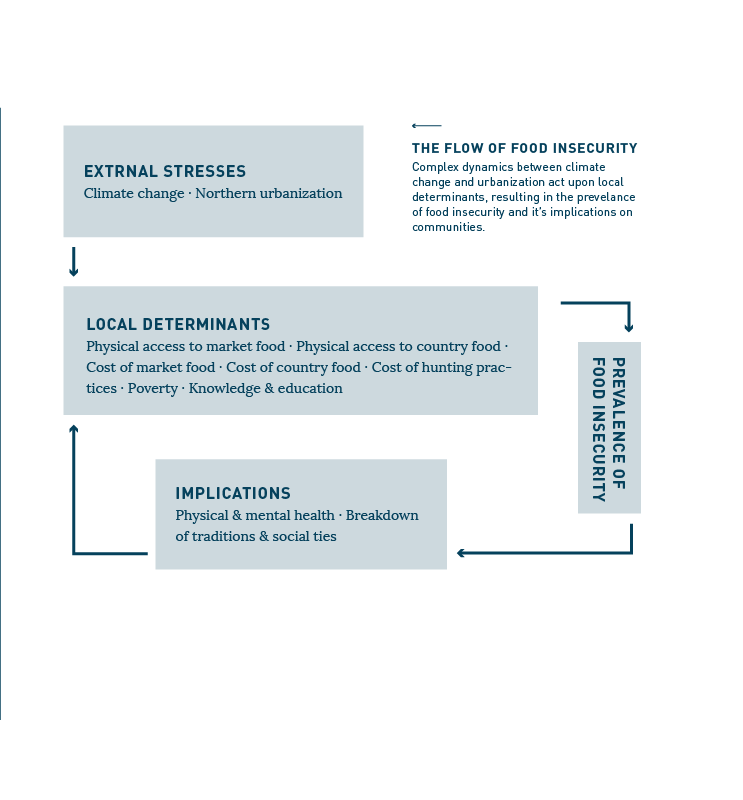 EXTRNAL STRESSES
Climate change · Northern urbanization
THE FLOW OF FOOD INSECURITY
Complex dynamics between climate
change and urbanization act upon local
determinants, resulting in the prevelance
of food insecurity and it's implications on
communities.
LOCAL DETERMINANTS
Physical access to market food · Physical access to country food ·
Cost of market food · Cost of country food · Cost of hunting prac-
tices · Poverty · Knowledge & education
PREVALENCE OF
FOOD INSECURITY
IMPLICATIONS
Physical & mental health · Breakdown
of traditions & social ties